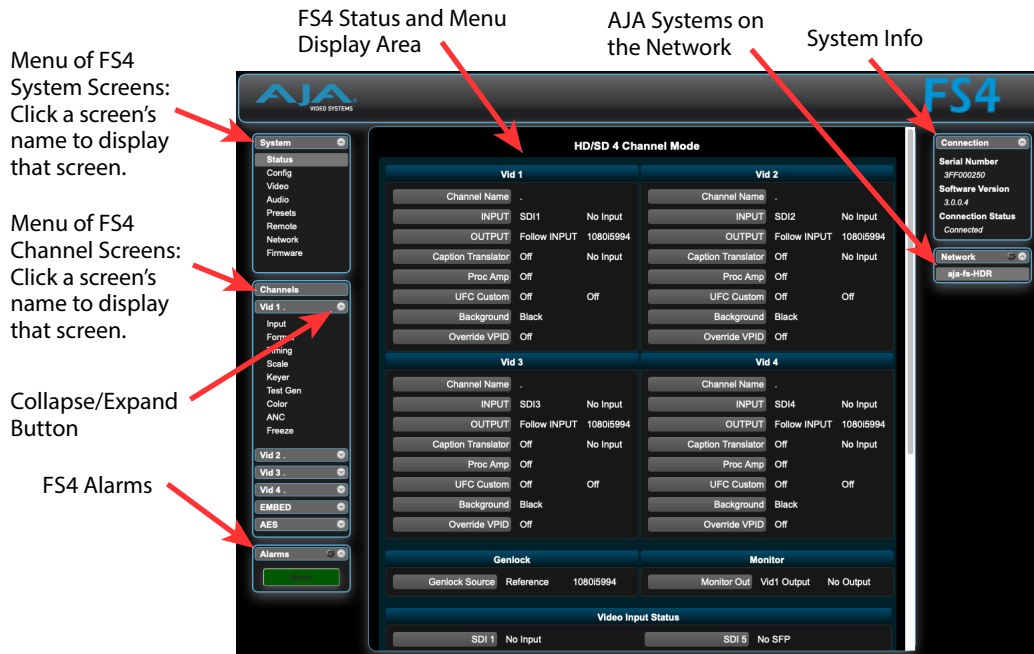 FS4 Status and Menu
Display Area
AJA Systems on
the Network
System Info
Menu of FS4
System Screens:
Click a screen's
name to display
that screen.
Menu of FS4
Channel Screens:
Click a screen's
name to display
that screen.
Collapse/Expand
Button
FS4 Alarms
AJA
VIDEO SYSTEMS
FS4
System
Status
Config
Video
Audio
Presets
Remote
Network
Firmware
Channels
Vid 1 .
Input
Format
Timing
Scale
Keyer
Test Gen
Color
ANC
Freeze
Vid 2 .
Vid 3 .
Vid 4 .
EMBED
AES
Alarms
None
HD/SD 4 Channel Mode
Vid 1
Channel Name .
INPUT SDI1 No Input
OUTPUT Follow INPUT 1080i5994
Caption Translator Off No Input
Proc Amp Off
UFC Custom Off Off
Background Black
Override VPID Off
Vid 2
Channel Name .
INPUT SDI2 No Input
OUTPUT Follow INPUT 1080i5994
Caption Translator Off No Input
Proc Amp Off
UFC Custom Off Off
Background Black
Override VPID Off
Vid 3
Channel Name .
INPUT SDI3 No Input
OUTPUT Follow INPUT 1080i5994
Caption Translator Off No Input
Proc Amp Off
UFC Custom Off Off
Background Black
Override VPID Off
Vid 4
Channel Name .
INPUT SDI4 No Input
OUTPUT Follow INPUT 1080i5994
Caption Translator Off No Input
Proc Amp Off
UFC Custom Off Off
Background Black
Override VPID Off
Genlock
Genlock Source Reference 1080i5994
Monitor
Monitor Out Vid1 Output No Output
Video Input Status
SDI 1 No Input
SDI 5 No SFP
Connection
Serial Number
3FF000250
Software Version
3.0.0.4
Connection Status
Connected
Network
aja-fs-HDR